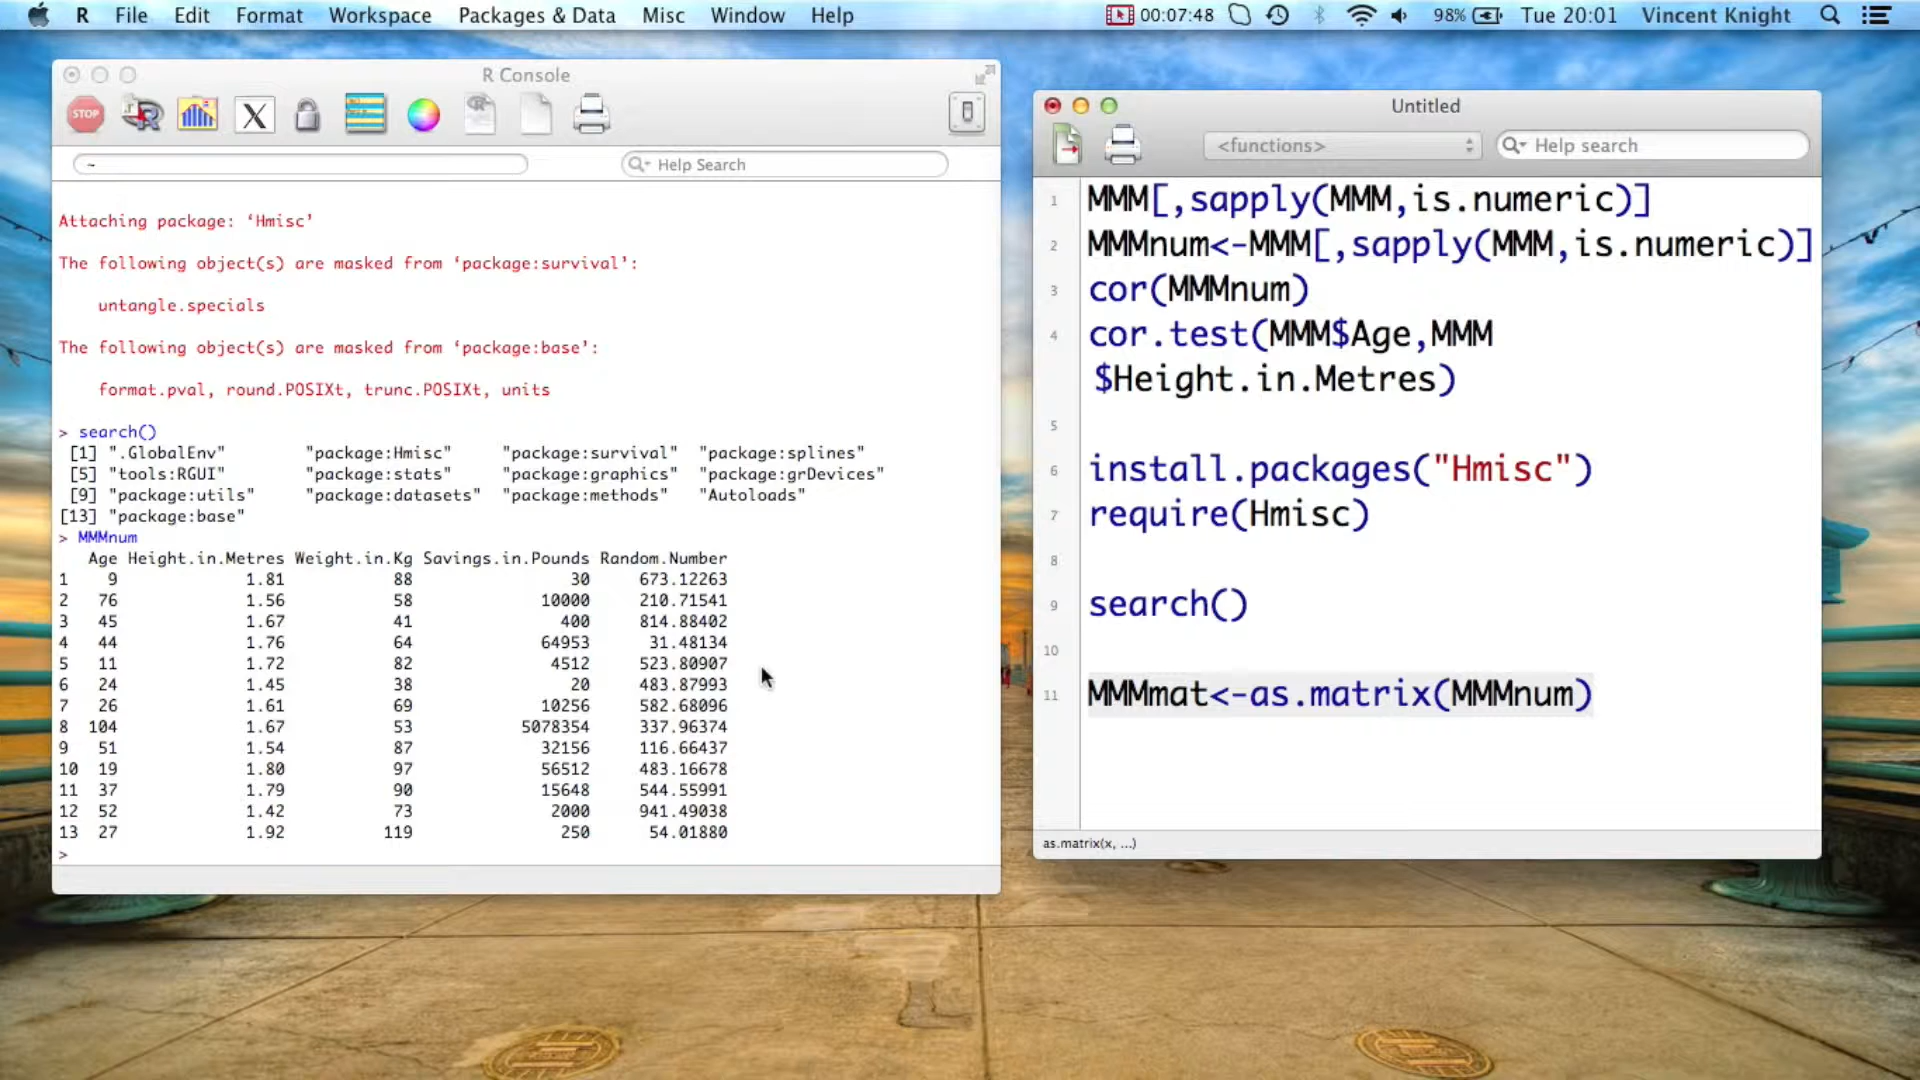 R File Edit Format Workspace Packages & Data Misc Window Help 00:07:48 98% Tue 20:01 Vincent Knight
R Console
STOP
~ Help Search
Attaching package: ‘Hmisc’
The following object(s) are masked from ‘package:survival’:
untangle.specials
The following object(s) are masked from ‘package:base’:
format.pval, round.POSIXt, trunc.POSIXt, units
> search()
[1] ".GlobalEnv" "package:Hmisc" "package:survival" "package:splines"
[5] "tools:RGUI" "package:stats" "package:graphics" "package:grDevices"
[9] "package:utils" "package:datasets" "package:methods" "Autoloads"
[13] "package:base"
> MMMnum
Age Height.in.Metres Weight.in.Kg Savings.in.Pounds Random.Number
1 9 1.81 88 30 673.12263
2 76 1.56 58 10000 210.71541
3 45 1.67 41 400 814.88402
4 44 1.76 64 64953 31.48134
5 11 1.72 82 4512 523.80907
6 24 1.45 38 20 483.87993
7 26 1.61 69 10256 582.68096
8 104 1.67 53 5078354 337.96374
9 51 1.54 87 32156 116.66437
10 19 1.80 97 56512 483.16678
11 37 1.79 90 15648 544.55991
12 52 1.42 73 2000 941.49038
13 27 1.92 119 250 54.01880
>
Untitled
<functions> Help search
1 MMM[,sapply(MMM,is.numeric)]
2 MMMnum<-MMM[,sapply(MMM,is.numeric)]
3 cor(MMMnum)
4 cor.test(MMM$Age,MMM
$Height.in.Metres)
5
6 install.packages("Hmisc")
7 require(Hmisc)
8
9 search()
10
11 MMMmat<-as.matrix(MMMnum)
as.matrix(x, ...)